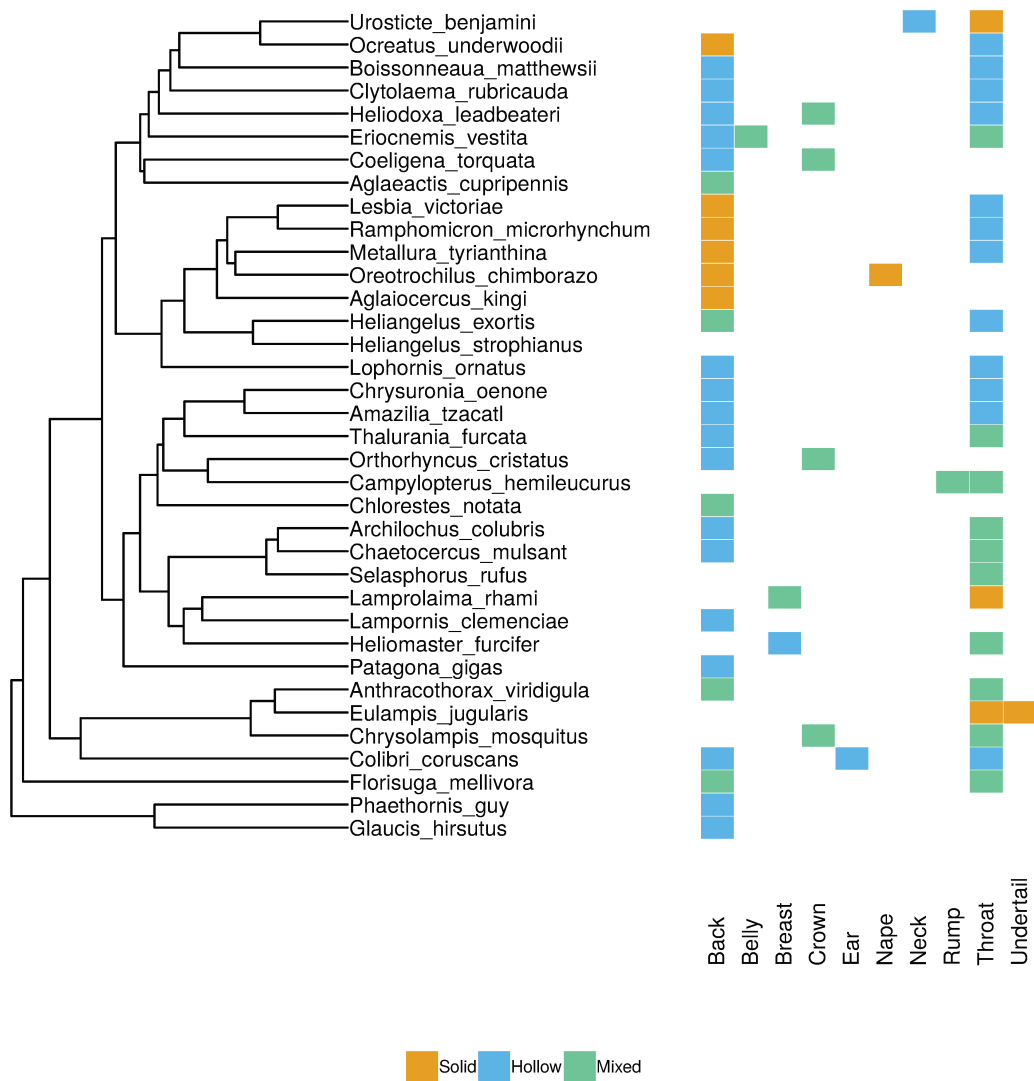 Urosticte_benjamini
Ocreatus_underwoodii
Boissonneaua_matthewsii
Clytolaema_rubricauda
Heliodoxa_leadbeateri
Eriocnemis_vestita
Coeligena_torquata
Aglaeactis_cupripennis
Lesbia_victoriae
Ramphomicron_microrhynchum
Metallura_tyrianthina
Oreotrochilus_chimborazo
Aglaiocercus_kingi
Heliangelus_exortis
Heliangelus_strophianus
Lophornis_ornatus
Chrysuronia_oenone
Amazilia_tzacatl
Thalurania_furcata
Orthorhyncus_cristatus
Campylopterus_hemileucurus
Chlorestes_notata
Archilochus_colubris
Chaetocercus_mulsant
Selasphorus_rufus
Lamprolaima_rhami
Lampornis_clemenciae
Heliomaster_furcifer
Patagona_gigas
Anthracothorax_viridigula
Eulampis_jugularis
Chrysolampis_mosquitus
Colibri_coruscans
Florisuga_mellivora
Phaethornis_guy
Glaucis_hirsutus
Back
Belly
Breast
Crown
Ear
Nape
Neck
Rump
Throat
Undertail
Solid Hollow Mixed